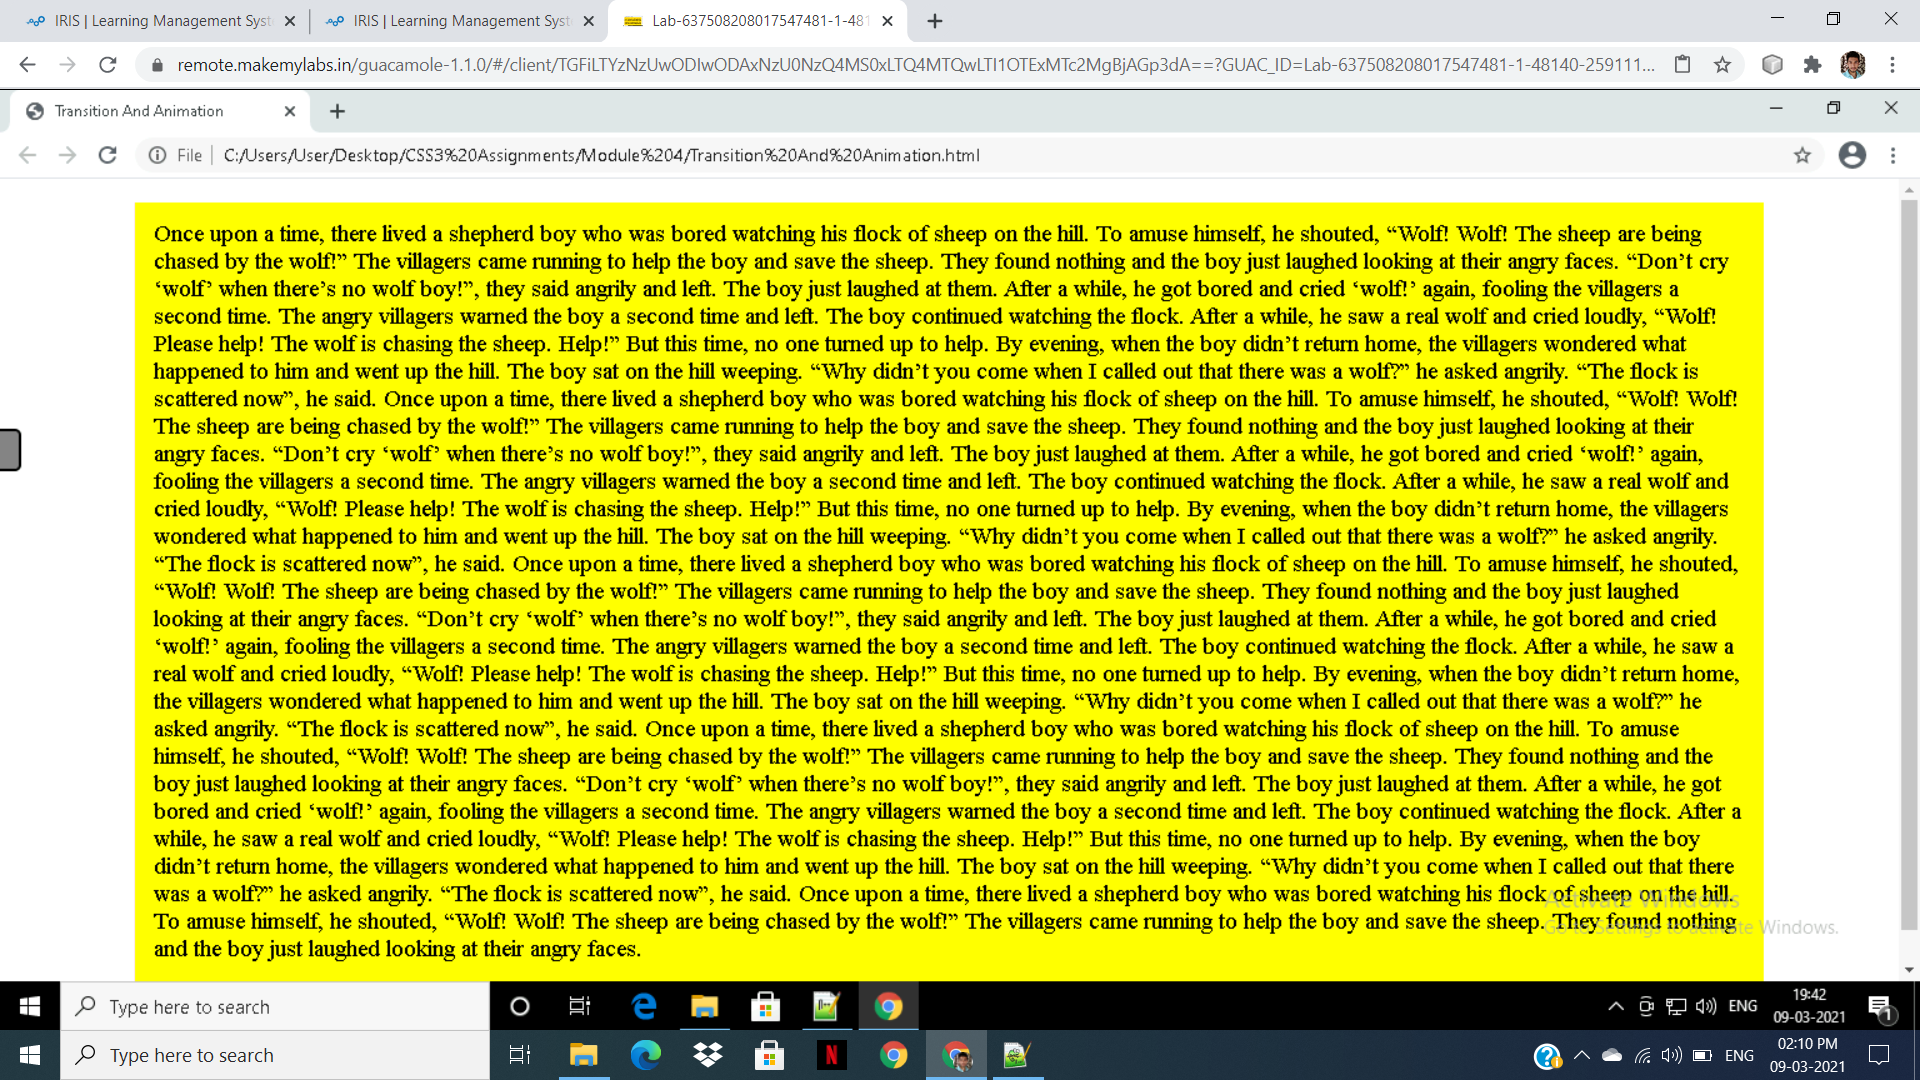 IRIS | Learning Management Syst
IRIS | Learning Management Syst
Lab-637508208017547481-1-481
remote.makemylabs.in/guacamole-1.1.0/#/client/TGFiLTYzNzUwODIwODAxNzU0NzQ4MS0xLTQ4MTQwLTI1OTExMTc2MgBjAGp3dA==?GUAC_ID=Lab-637508208017547481-1-48140-259111...
Transition And Animation
File
C:/Users/User/Desktop/CSS3%20Assignments/Module%204/Transition%20And%20Animation.html
Once upon a time, there lived a shepherd boy who was bored watching his flock of sheep on the hill. To amuse himself, he shouted, “Wolf! Wolf! The sheep are being
chased by the wolf!” The villagers came running to help the boy and save the sheep. They found nothing and the boy just laughed looking at their angry faces. “Don’t cry
‘wolf’ when there’s no wolf boy!”, they said angrily and left. The boy just laughed at them. After a while, he got bored and cried ‘wolf!’ again, fooling the villagers a
second time. The angry villagers warned the boy a second time and left. The boy continued watching the flock. After a while, he saw a real wolf and cried loudly, “Wolf!
Please help! The wolf is chasing the sheep. Help!” But this time, no one turned up to help. By evening, when the boy didn’t return home, the villagers wondered what
happened to him and went up the hill. The boy sat on the hill weeping. “Why didn’t you come when I called out that there was a wolf?” he asked angrily. “The flock is
scattered now”, he said. Once upon a time, there lived a shepherd boy who was bored watching his flock of sheep on the hill. To amuse himself, he shouted, “Wolf! Wolf!
The sheep are being chased by the wolf!” The villagers came running to help the boy and save the sheep. They found nothing and the boy just laughed looking at their
angry faces. “Don’t cry ‘wolf’ when there’s no wolf boy!”, they said angrily and left. The boy just laughed at them. After a while, he got bored and cried ‘wolf!’ again,
fooling the villagers a second time. The angry villagers warned the boy a second time and left. The boy continued watching the flock. After a while, he saw a real wolf and
cried loudly, “Wolf! Please help! The wolf is chasing the sheep. Help!” But this time, no one turned up to help. By evening, when the boy didn’t return home, the villagers
wondered what happened to him and went up the hill. The boy sat on the hill weeping. “Why didn’t you come when I called out that there was a wolf?” he asked angrily.
“The flock is scattered now”, he said. Once upon a time, there lived a shepherd boy who was bored watching his flock of sheep on the hill. To amuse himself, he shouted,
“Wolf! Wolf! The sheep are being chased by the wolf!” The villagers came running to help the boy and save the sheep. They found nothing and the boy just laughed
looking at their angry faces. “Don’t cry ‘wolf’ when there’s no wolf boy!”, they said angrily and left. The boy just laughed at them. After a while, he got bored and cried
‘wolf!’ again, fooling the villagers a second time. The angry villagers warned the boy a second time and left. The boy continued watching the flock. After a while, he saw a
real wolf and cried loudly, “Wolf! Please help! The wolf is chasing the sheep. Help!” But this time, no one turned up to help. By evening, when the boy didn’t return home,
the villagers wondered what happened to him and went up the hill. The boy sat on the hill weeping. “Why didn’t you come when I called out that there was a wolf?” he
asked angrily. “The flock is scattered now”, he said. Once upon a time, there lived a shepherd boy who was bored watching his flock of sheep on the hill. To amuse
himself, he shouted, “Wolf! Wolf! The sheep are being chased by the wolf!” The villagers came running to help the boy and save the sheep. They found nothing and the
boy just laughed looking at their angry faces. “Don’t cry ‘wolf’ when there’s no wolf boy!”, they said angrily and left. The boy just laughed at them. After a while, he got
bored and cried ‘wolf!’ again, fooling the villagers a second time. The angry villagers warned the boy a second time and left. The boy continued watching the flock. After a
while, he saw a real wolf and cried loudly, “Wolf! Please help! The wolf is chasing the sheep. Help!” But this time, no one turned up to help. By evening, when the boy
didn’t return home, the villagers wondered what happened to him and went up the hill. The boy sat on the hill weeping. “Why didn’t you come when I called out that there
was a wolf?” he asked angrily. “The flock is scattered now”, he said. Once upon a time, there lived a shepherd boy who was bored watching his flock of sheep on the hill.
To amuse himself, he shouted, “Wolf! Wolf! The sheep are being chased by the wolf!” The villagers came running to help the boy and save the sheep. They found nothing
and the boy just laughed looking at their angry faces.
Activate Windows
Go to Settings to activate Windows.
Type here to search
ENG
19:42
09-03-2021
1
Type here to search
N
ENG
02:10 PM
09-03-2021